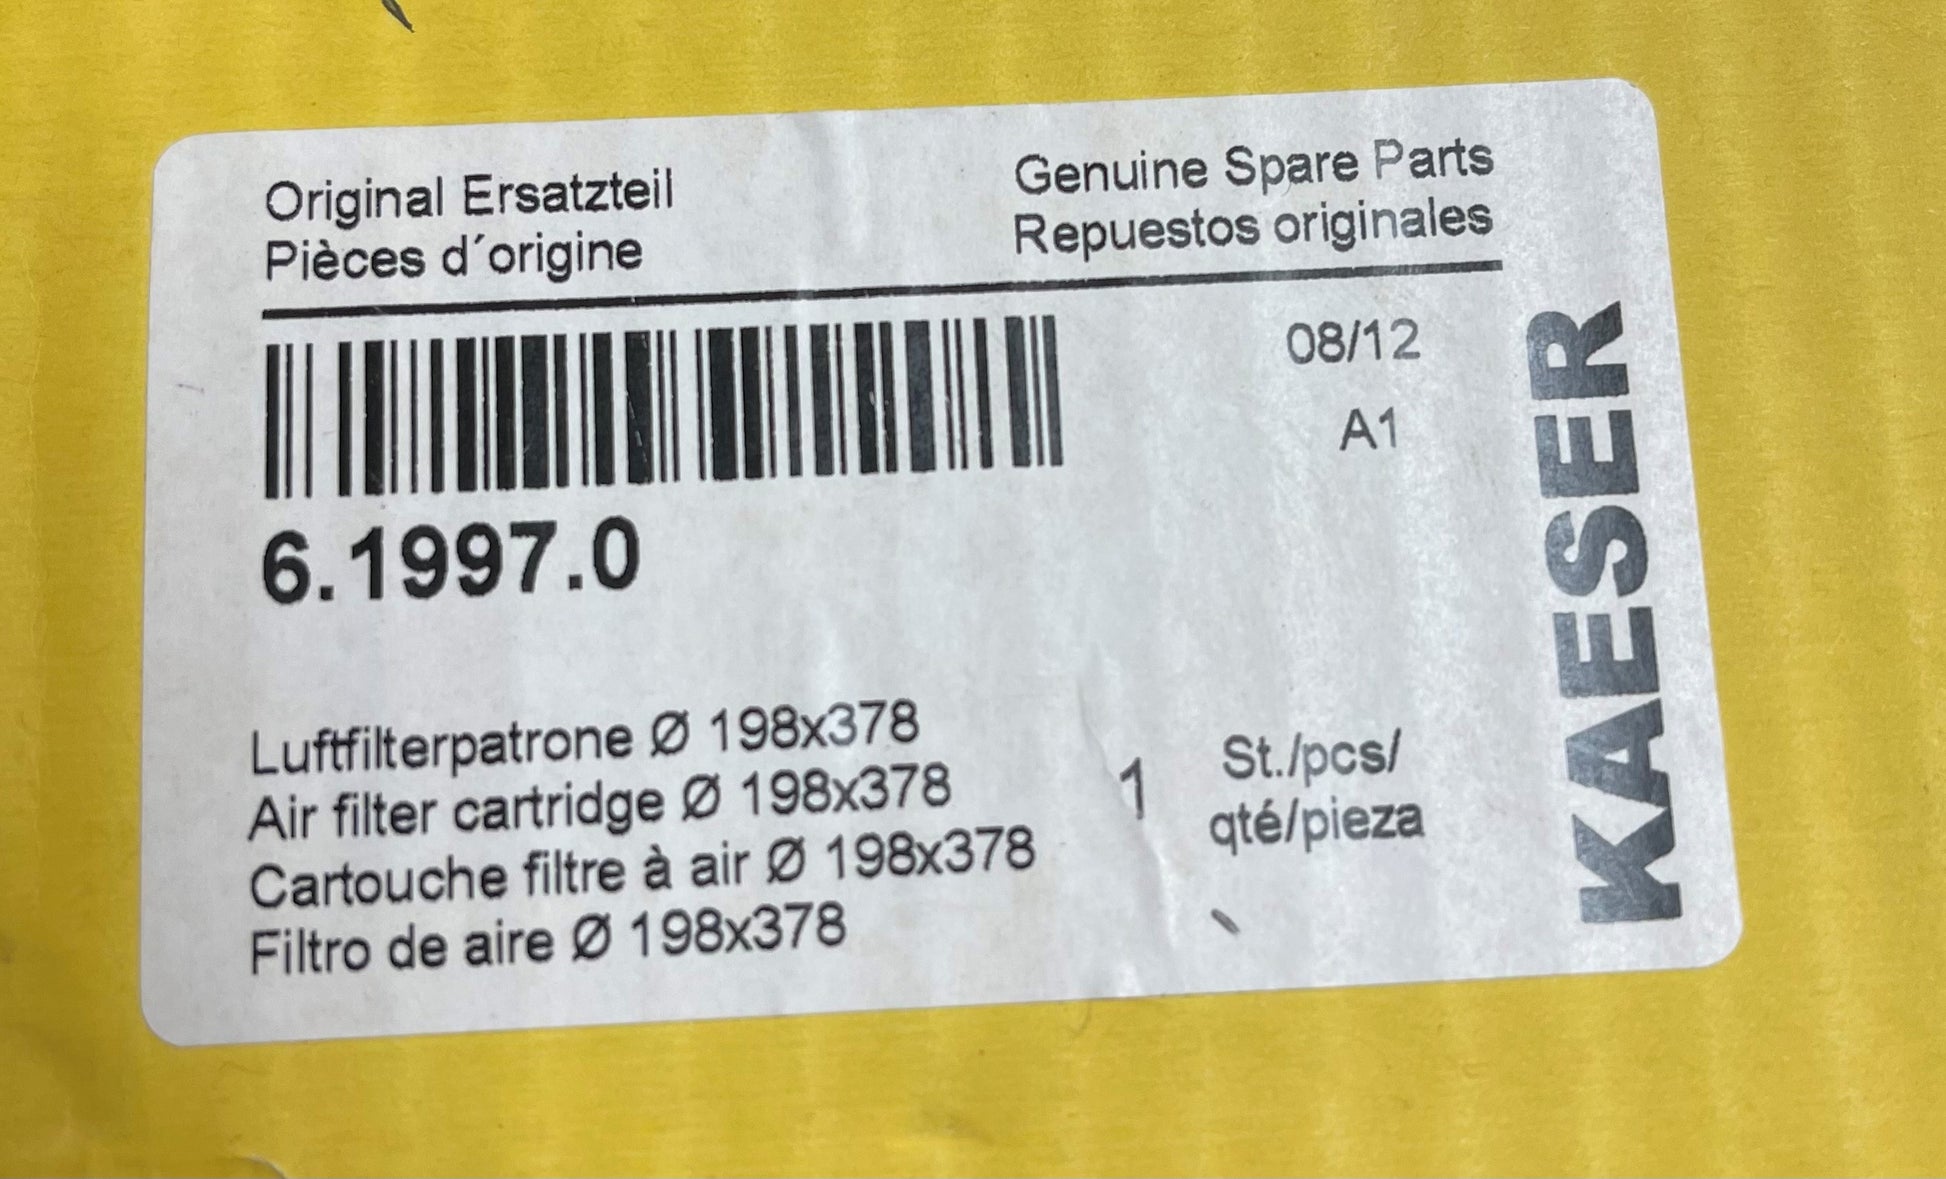 Original Ersatzteil
Pièces d´origine
Genuine Spare Parts
Repuestos originales
08/12
A1
6.1997.0
Luftfilterpatrone Ø 198x378
Air filter cartridge Ø 198x378
Cartouche filtre à air Ø 198x378
Filtro de aire Ø 198x378
1 St./pcs/
qté/pieza
KAESER